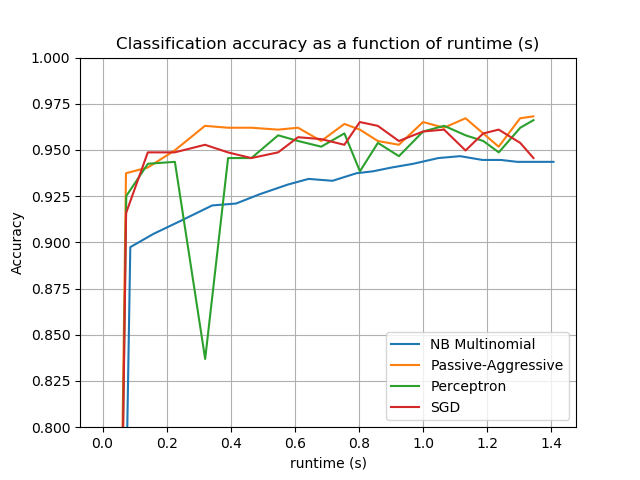 Classification accuracy as a function of runtime (s)
1.000
0.975
0.950
0.925
0.900
0.875
0.850
0.825
0.800
Accuracy
NB Multinomial
Passive-Aggressive
Perceptron
SGD
0.0 0.2 0.4 0.6 0.8 1.0 1.2 1.4
runtime (s)